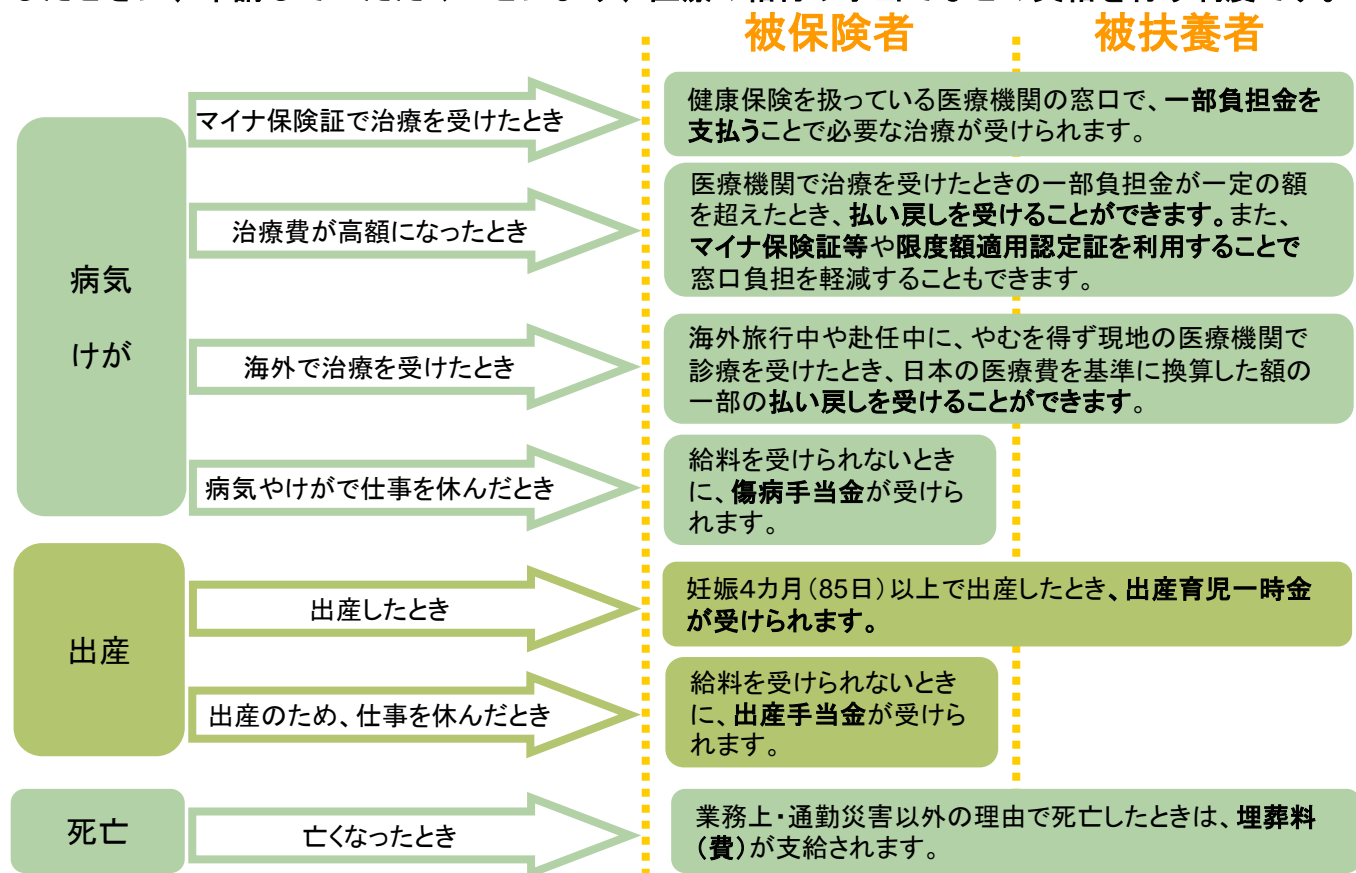 被保険者
被扶養者
病気
けが
マイナ保険証で治療を受けたとき
健康保険を扱っている医療機関の窓口で、一部負担金を
支払うことで必要な治療が受けられます。
治療費が高額になったとき
医療機関で治療を受けたときの一部負担金が一定の額
を超えたとき、払い戻しを受けることができます。また、
マイナ保険証等や限度額適用認定証を利用することで
窓口負担を軽減することもできます。
海外で治療を受けたとき
海外旅行中や赴任中に、やむを得ず現地の医療機関で
診療を受けたとき、日本の医療費を基準に換算した額の
一部の払い戻しを受けることができます。
病気やけがで仕事を休んだとき
給料を受けられないとき
に、傷病手当金が受けら
れます。
出産
出産したとき
妊娠4カ月（85日）以上で出産したとき、出産育児一時金
が受けられます。
出産のため、仕事を休んだとき
給料を受けられないとき
に、出産手当金が受けら
れます。
死亡
亡くなったとき
業務上・通勤災害以外の理由で死亡したときは、埋葬料
（費）が支給されます。